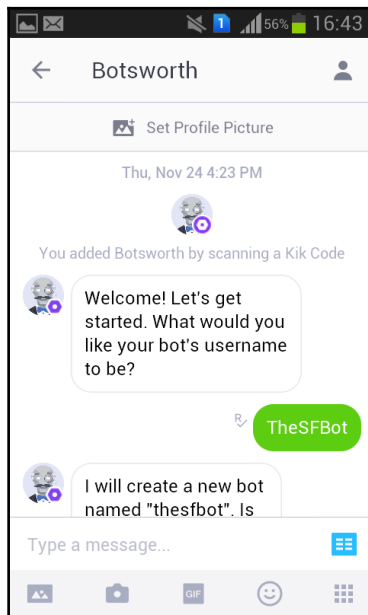 1 56% 16:43
Botsworth
Set Profile Picture
Thu, Nov 24 4:23 PM
You added Botsworth by scanning a Kik Code
Welcome! Let's get
started. What would you
like your bot's username
to be?
R
TheSFBot
I will create a new bot
named "thesfbot". Is
Type a message...
GIF